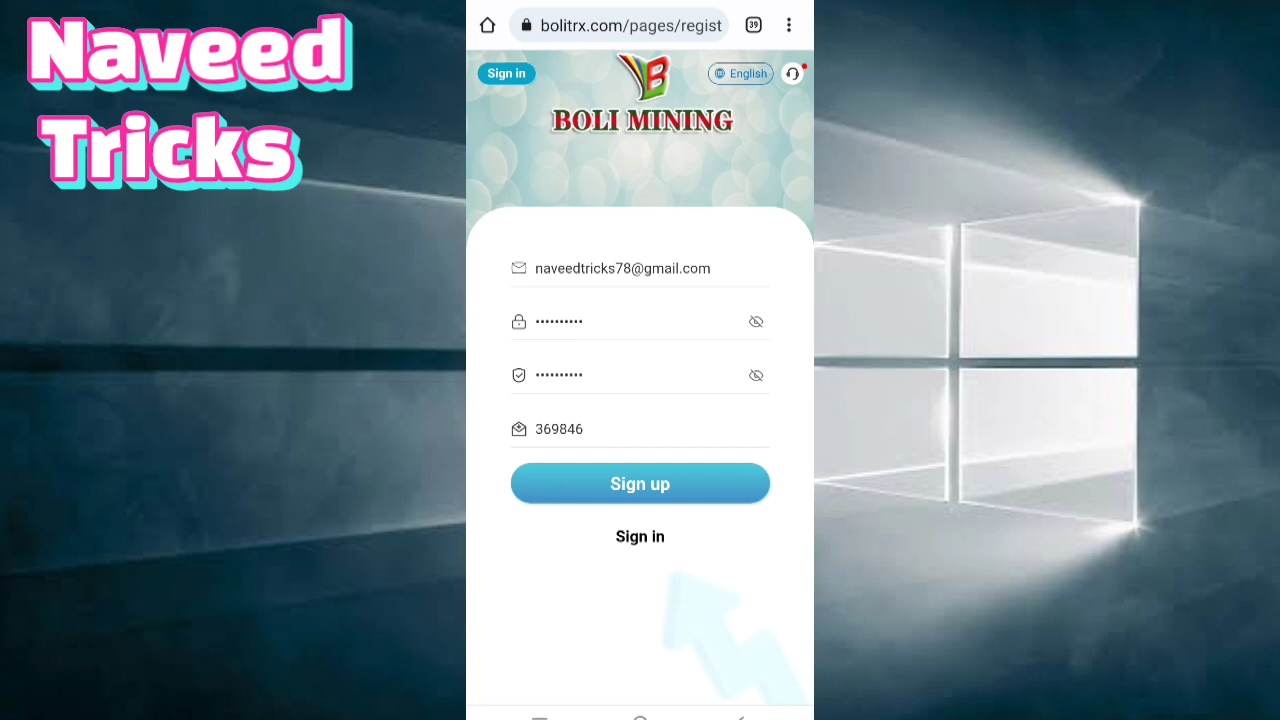 Naveed
Tricks
bolitrx.com/pages/regist
39
Sign in
English
B
BOLI MINING
naveedtricks78@gmail.com
••••••••••
••••••••••
369846
Sign up
Sign in